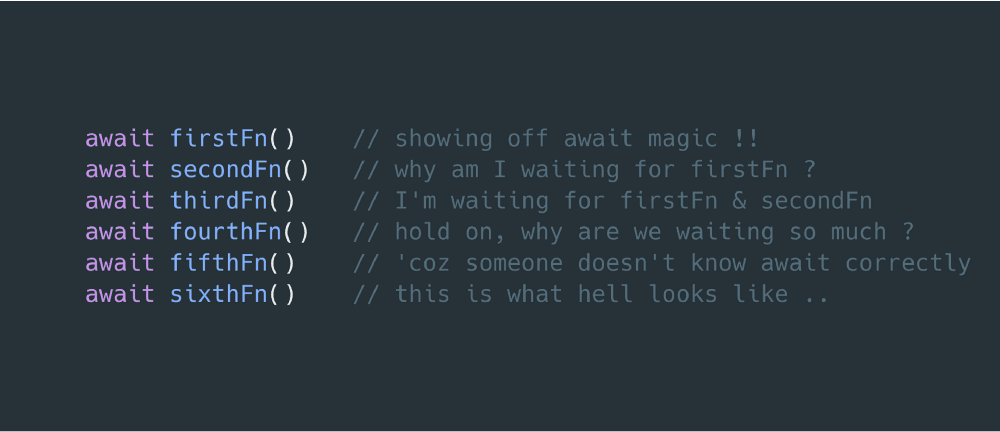 await firstFn()    // showing off await magic !!
await secondFn()   // why am I waiting for firstFn ?
await thirdFn()    // I'm waiting for firstFn & secondFn
await fourthFn()   // hold on, why are we waiting so much ?
await fifthFn()    // 'coz someone doesn't know await correctly
await sixthFn()    // this is what hell looks like ..